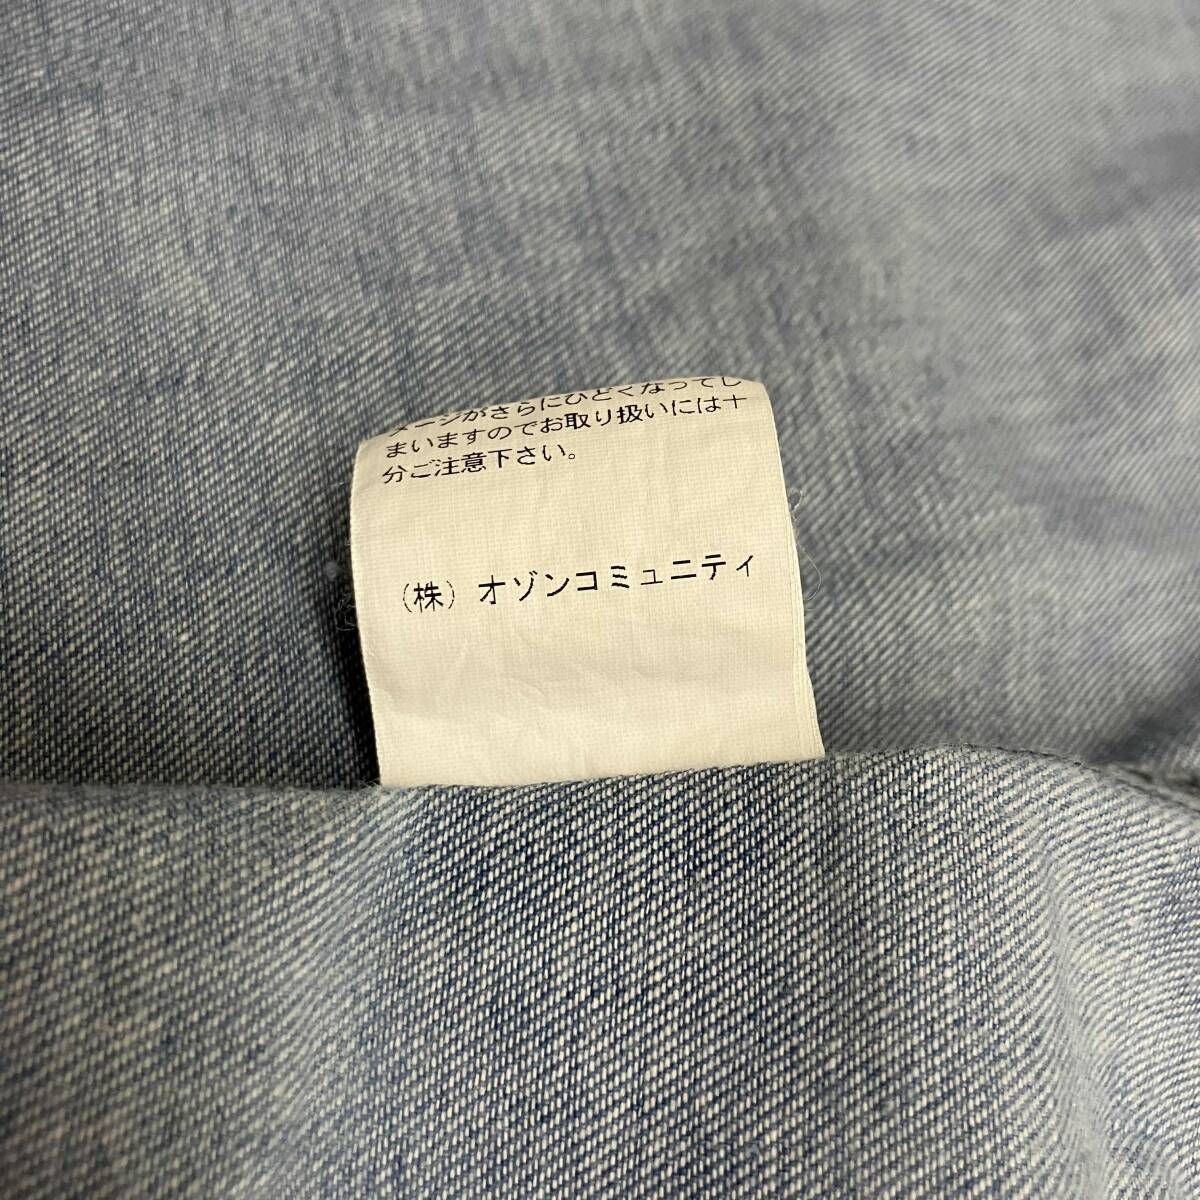 メージがさらにひどくなってし
まいますのでお取り扱いには十
分ご注意下さい。
（株）オゾンコミュニティ